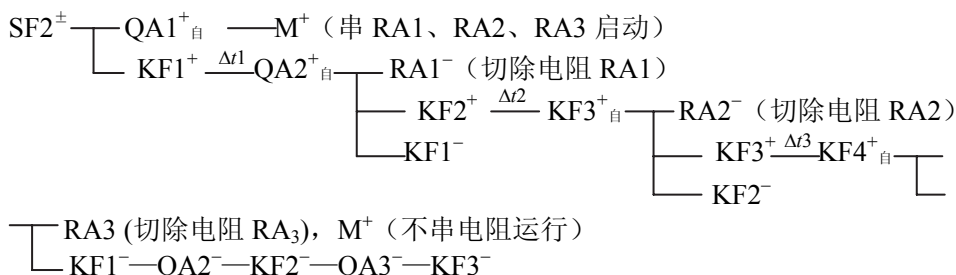 SF2± QA1+自 M+（串 RA1、RA2、RA3 启动）
KF1+ Δt1 QA2+自 RA1−（切除电阻 RA1）
KF2+ Δt2 KF3+自 RA2−（切除电阻 RA2）
KF1− KF3+ Δt3 KF4+自
KF2−
RA3 (切除电阻 RA3)，M+（不串电阻运行）
KF1−—OA2−—KF2−—OA3−—KF3−